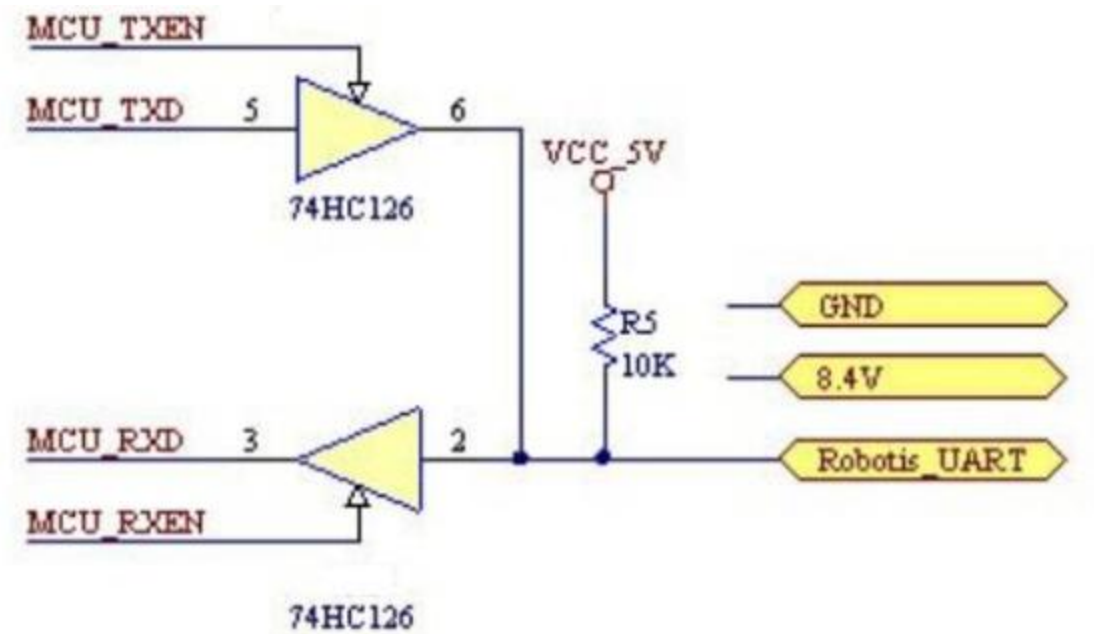 MCU_TXEN
MCU_TXD 5 6
74HC126
VCC_5V
R5
10K
GND
8.4V
MCU_RXD 3 2
Robotis_UART
MCU_RXEN
74HC126